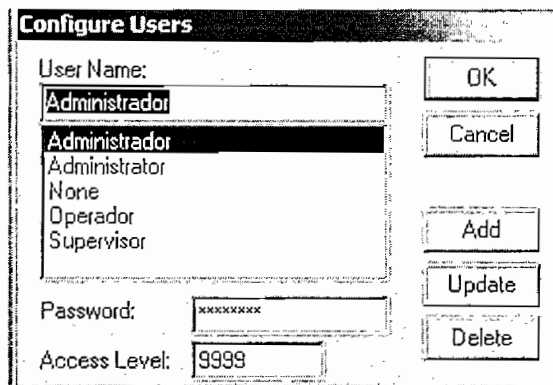 Configure Users
User Name:
Administrador
Administrador
Administrator
None
Operador
Supervisor
Password:
xxxxxxxx
Access Level:
9999
OK
Cancel
Add
Update
Delete